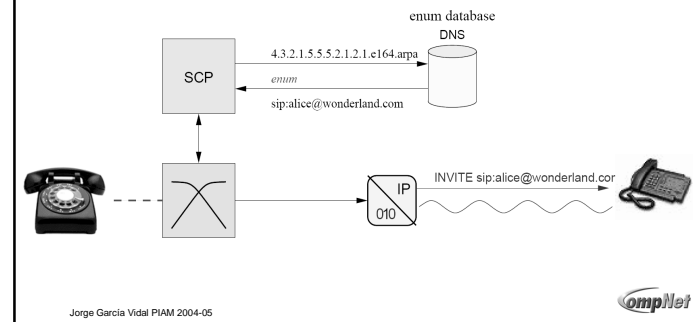 enum database
DNS
4.3.2.1.5.5.5.2.1.2.1.e164.arpa
SCP
enum
sip:alice@wonderland.com
IP
010
INVITE sip:alice@wonderland.cor
Jorge García Vidal PIAM 2004-05
CompNet